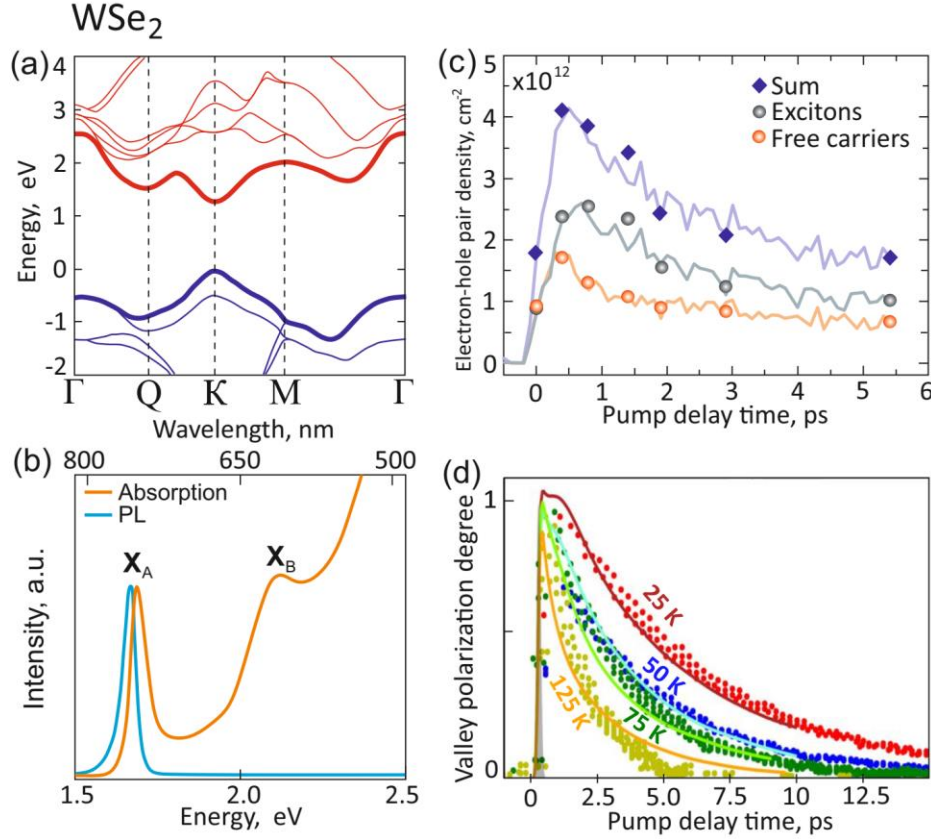 WSe2
(a)
4
3
2
1
0
-1
-2
Energy, eV
Γ Q K M Γ
(c)
x10^12
5
4
3
2
1
0
Electron-hole pair density, cm^-2
Sum
Excitons
Free carriers
0 1 2 3 4 5 6
Pump delay time, ps
Wavelength, nm
(b)
800 650 500
Absorption
PL
XA
XB
Intensity, a.u.
1.5 2.0 2.5
Energy, eV
(d)
1
0
Valley polarization degree
25 K
50 K
75 K
125 K
0 2.5 5.0 7.5 10 12.5
Pump delay time, ps